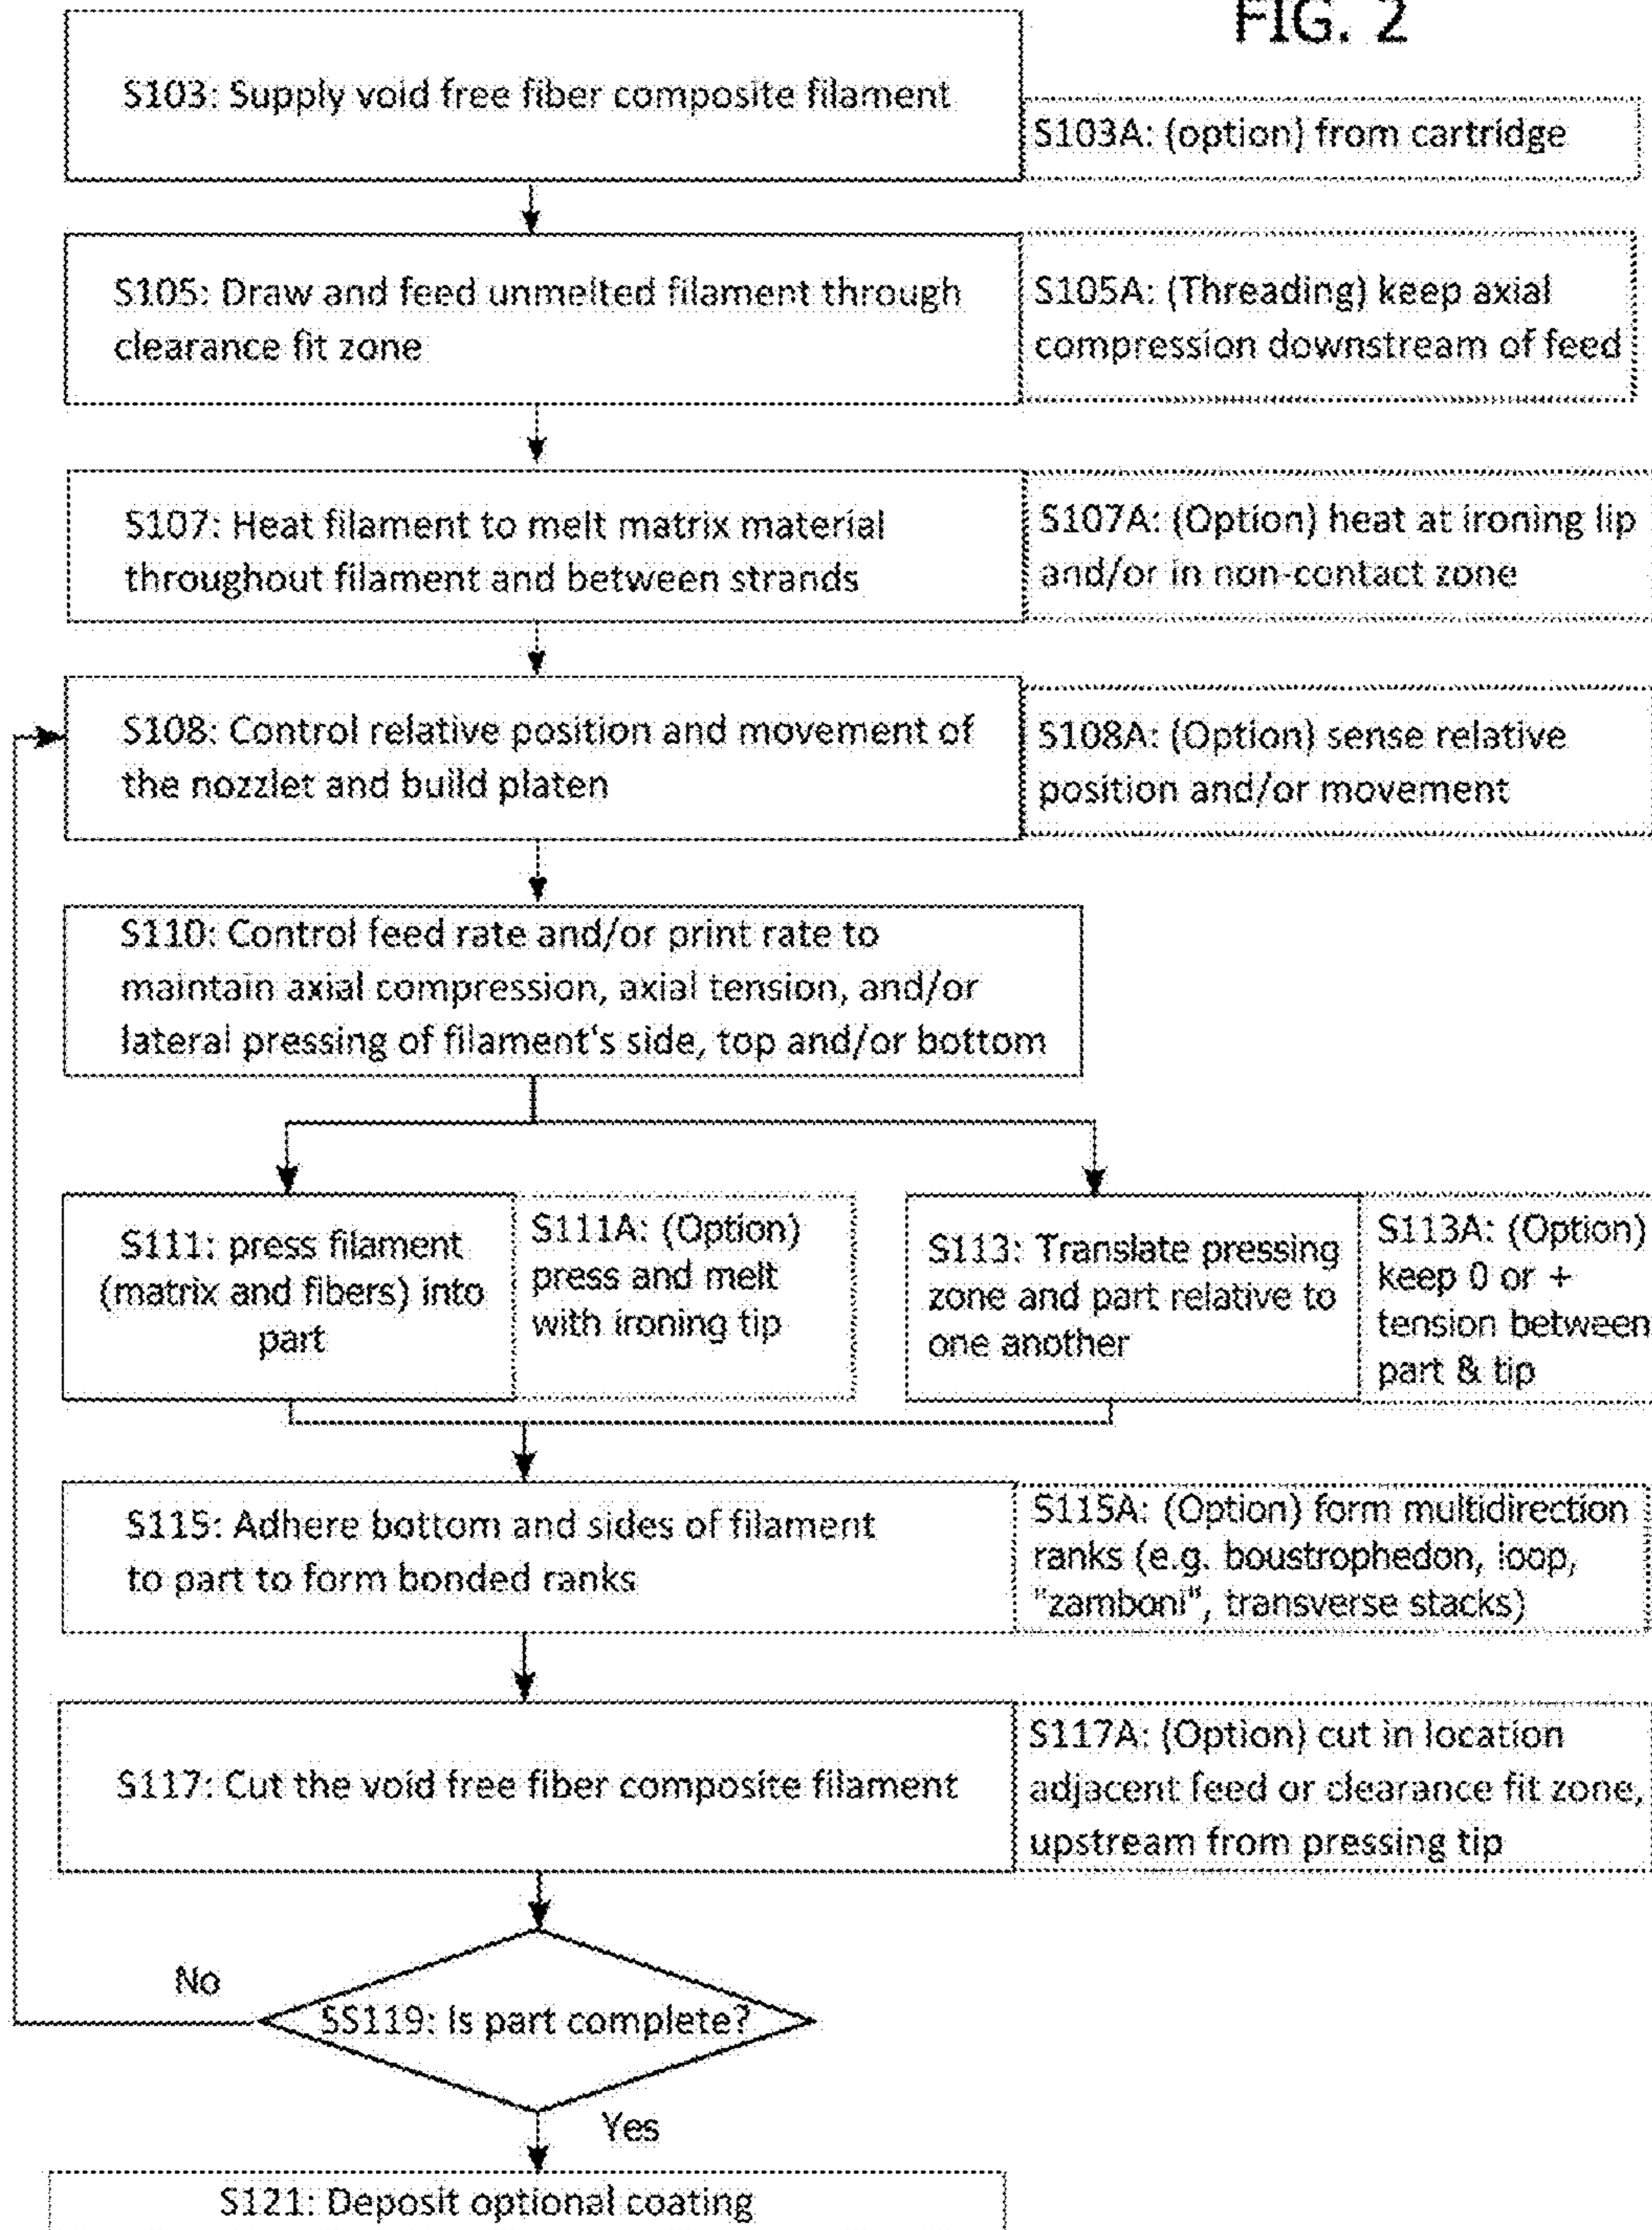 FIG. 2
S103: Supply void free fiber composite filament
S103A: (option) from cartridge
S105: Draw and feed unmelted filament through
clearance fit zone
S105A: (Threading) keep axial
compression downstream of feed
S107: Heat filament to melt matrix material
throughout filament and between strands
S107A: (Option) heat at ironing lip
and/or in non-contact zone
S108: Control relative position and movement of
the nozzlet and build platen
S108A: (Option) sense relative
position and/or movement
S110: Control feed rate and/or print rate to
maintain axial compression, axial tension, and/or
lateral pressing of filament's side, top and/or bottom
S111: press filament
(matrix and fibers) into
part
S111A: (Option)
press and melt
with ironing tip
S113: Translate pressing
zone and part relative to
one another
S113A: (Option)
keep 0 or +
tension between
part & tip
S115: Adhere bottom and sides of filament
to part to form bonded ranks
S115A: (Option) form multidirection
ranks (e.g. boustrophedon, loop,
"zamboni", transverse stacks)
S117: Cut the void free fiber composite filament
S117A: (Option) cut in location
adjacent feed or clearance fit zone,
upstream from pressing tip
No
SS119: Is part complete?
Yes
S121: Deposit optional coating